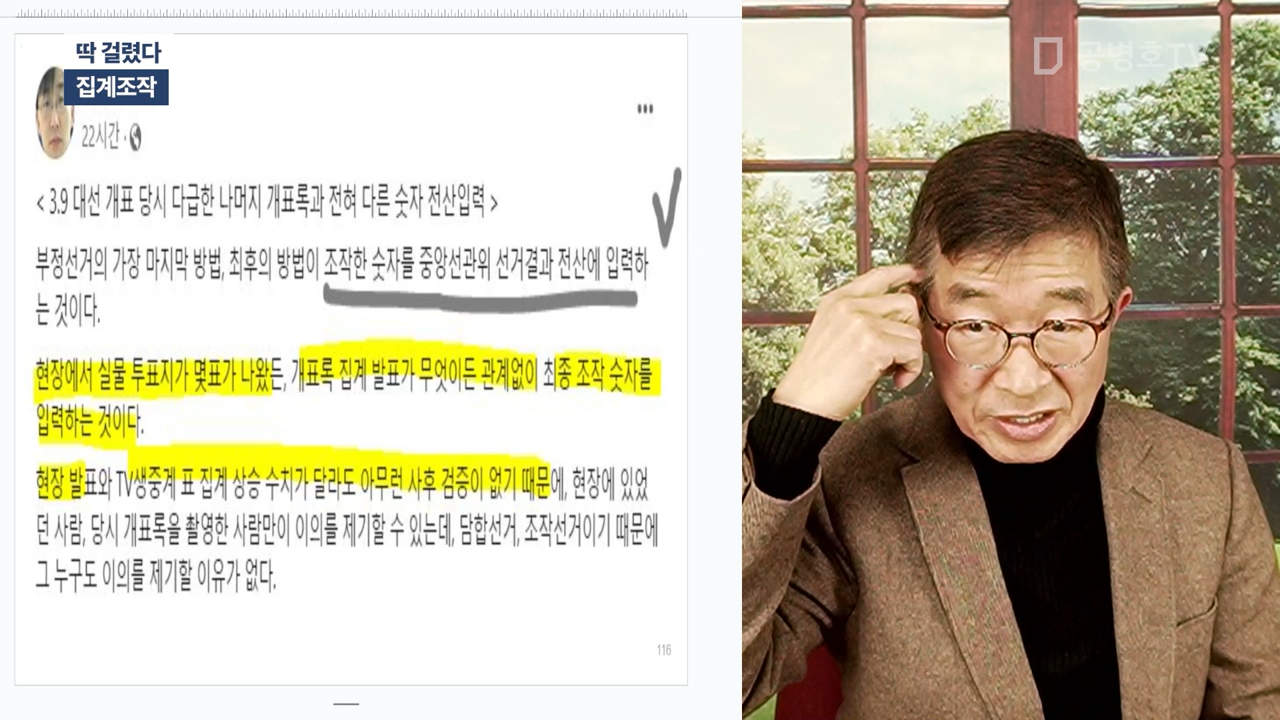 딱 걸렸다
집계조작
22시간 ·
< 3.9 대선 개표 당시 다급한 나머지 개표록과 전혀 다른 숫자 전산입력 >
부정선거의 가장 마지막 방법, 최후의 방법이 조작한 숫자를 중앙선관위 선거결과 전산에 입력하
는 것이다.
현장에서 실물 투표지가 몇표가 나왔든, 개표록 집계 발표가 무엇이든 관계없이 최종 조작 숫자를
입력하는 것이다.
현장 발표와 TV생중계 표 집계 상승 수치가 달라도 아무런 사후 검증이 없기 때문에, 현장에 있었
던 사람, 당시 개표록을 촬영한 사람만이 이의를 제기할 수 있는데, 담합선거, 조작선거이기 때문에
그 누구도 이의를 제기할 이유가 없다.
116
공병호TV